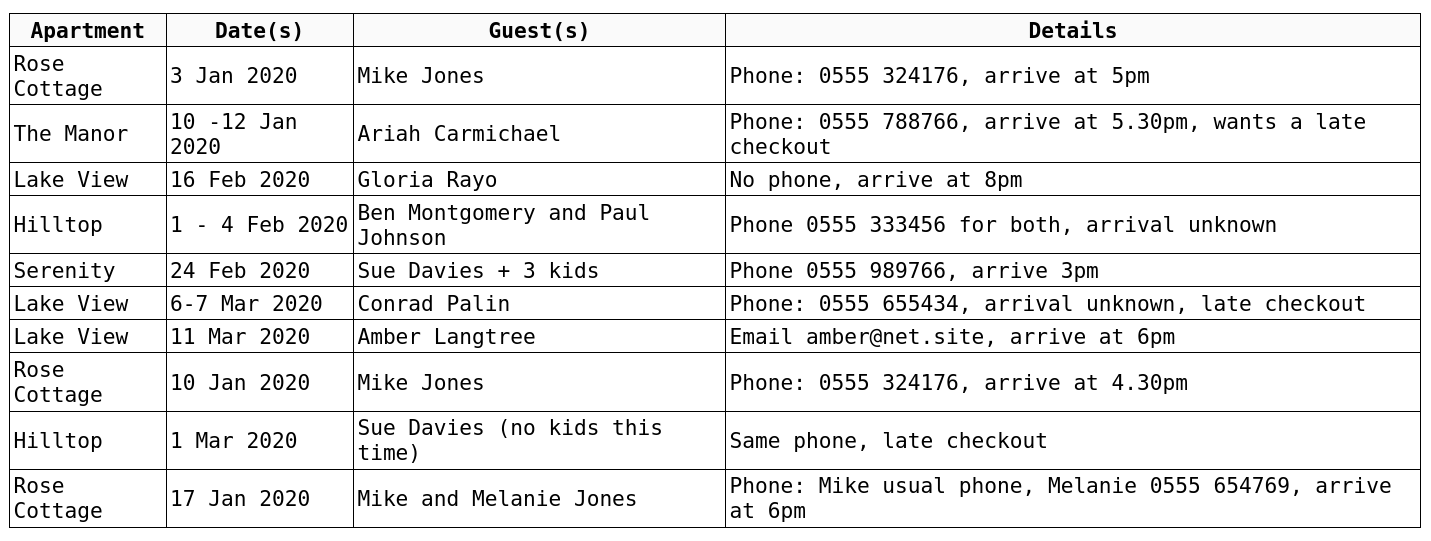 Apartment Date(s) Guest(s) Details
Rose
Cottage
3 Jan 2020
Mike Jones
Phone: 0555 324176, arrive at 5pm
The Manor
10 -12 Jan
2020
Ariah Carmichael
Phone: 0555 788766, arrive at 5.30pm, wants a late
checkout
Lake View 16 Feb 2020 Gloria Rayo No phone, arrive at 8pm
Hilltop
1 - 4 Feb 2020
Ben Montgomery and Paul
Johnson
Phone 0555 333456 for both, arrival unknown
Serenity 24 Feb 2020 Sue Davies + 3 kids Phone 0555 989766, arrive 3pm
Lake View 6-7 Mar 2020 Conrad Palin Phone: 0555 655434, arrival unknown, late checkout
Lake View 11 Mar 2020 Amber Langtree Email amber@net.site, arrive at 6pm
Rose
Cottage
10 Jan 2020
Mike Jones
Phone: 0555 324176, arrive at 4.30pm
Hilltop
1 Mar 2020
Sue Davies (no kids this
time)
Same phone, late checkout
Rose
Cottage
17 Jan 2020
Mike and Melanie Jones
Phone: Mike usual phone, Melanie 0555 654769, arrive
at 6pm